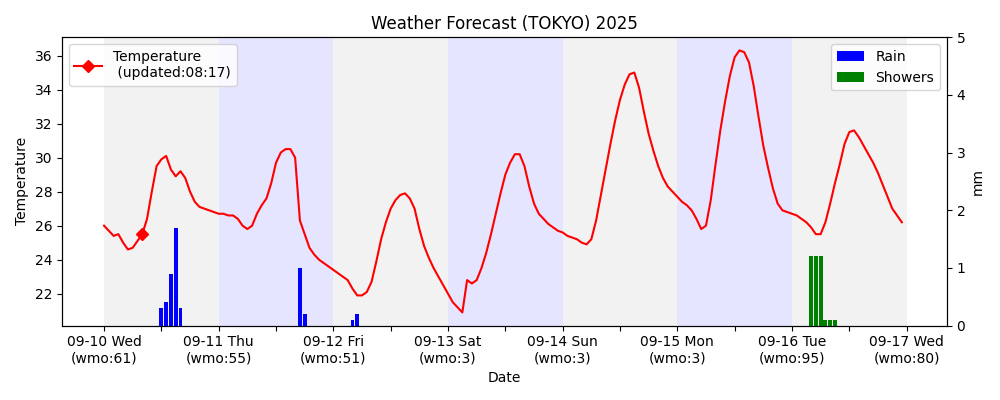 Weather Forecast (TOKYO) 2025
Temperature
(updated:08:17)
Rain
Showers
Temperature
36
34
32
30
28
26
24
22
5
4
3
2
1
0
mm
09-10 Wed
(wmo:61)
09-11 Thu
(wmo:55)
09-12 Fri
(wmo:51)
09-13 Sat
(wmo:3)
09-14 Sun
(wmo:3)
09-15 Mon
(wmo:3)
09-16 Tue
(wmo:95)
09-17 Wed
(wmo:80)
Date